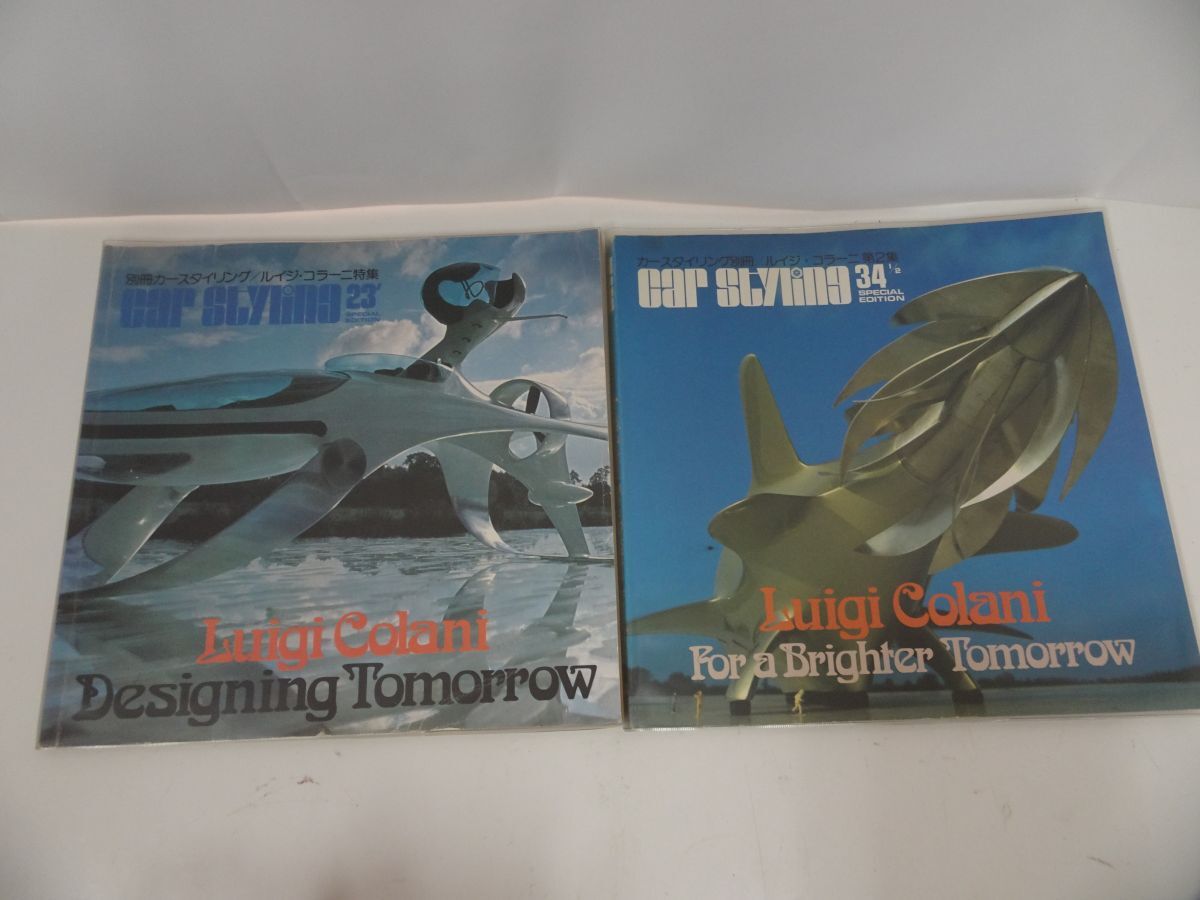 別冊カースタイリング/ルイジ・コラーニ特集
car styling 23'
SPECIAL
EDITION
Luigi Colani
Designing Tomorrow
カースタイリング別冊/ルイジ・コラーニ第2集
car styling 34 1/2
SPECIAL
EDITION
Luigi Colani
For a Brighter Tomorrow